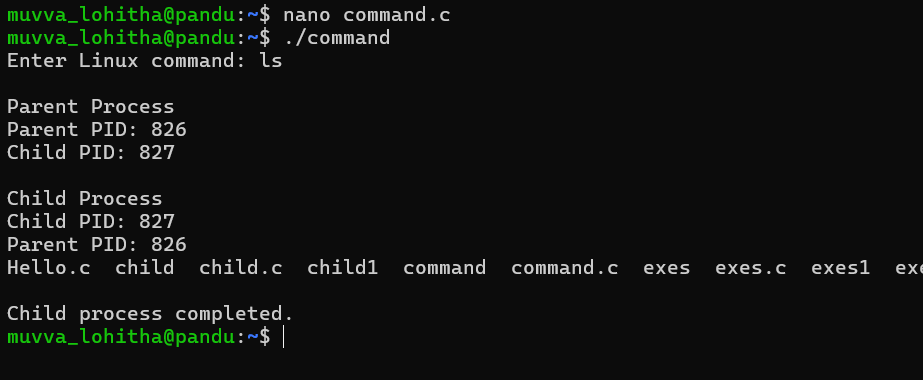 muvva_lohitha@pandu:~$ nano command.c
muvva_lohitha@pandu:~$ ./command
Enter Linux command: ls
Parent Process
Parent PID: 826
Child PID: 827
Child Process
Child PID: 827
Parent PID: 826
Hello.c child child.c child1 command command.c exes exes.c exes1
Child process completed.
muvva_lohitha@pandu:~$